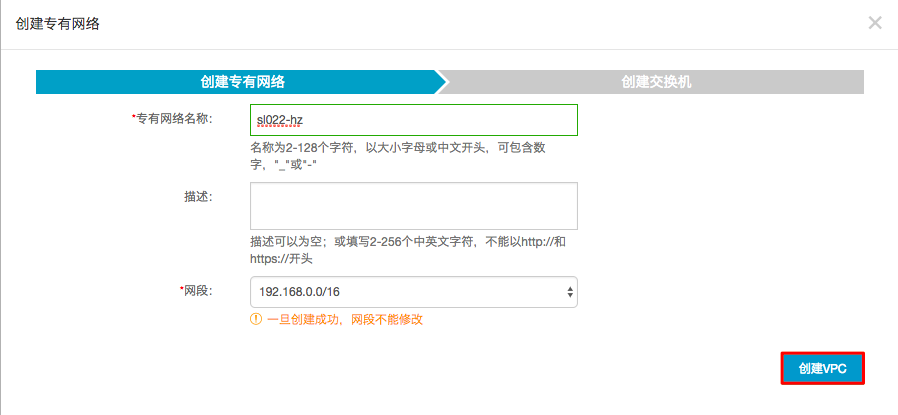 创建专有网络
创建专有网络
创建交换机
*专有网络名称:
sl022-hz
名称为2-128个字符，以大小字母或中文开头，可包含数
字，"_"或"-"
描述:
描述可以为空；或填写2-256个中英文字符，不能以http://和
https://开头
*网段:
192.168.0.0/16
一旦创建成功，网段不能修改
创建VPC